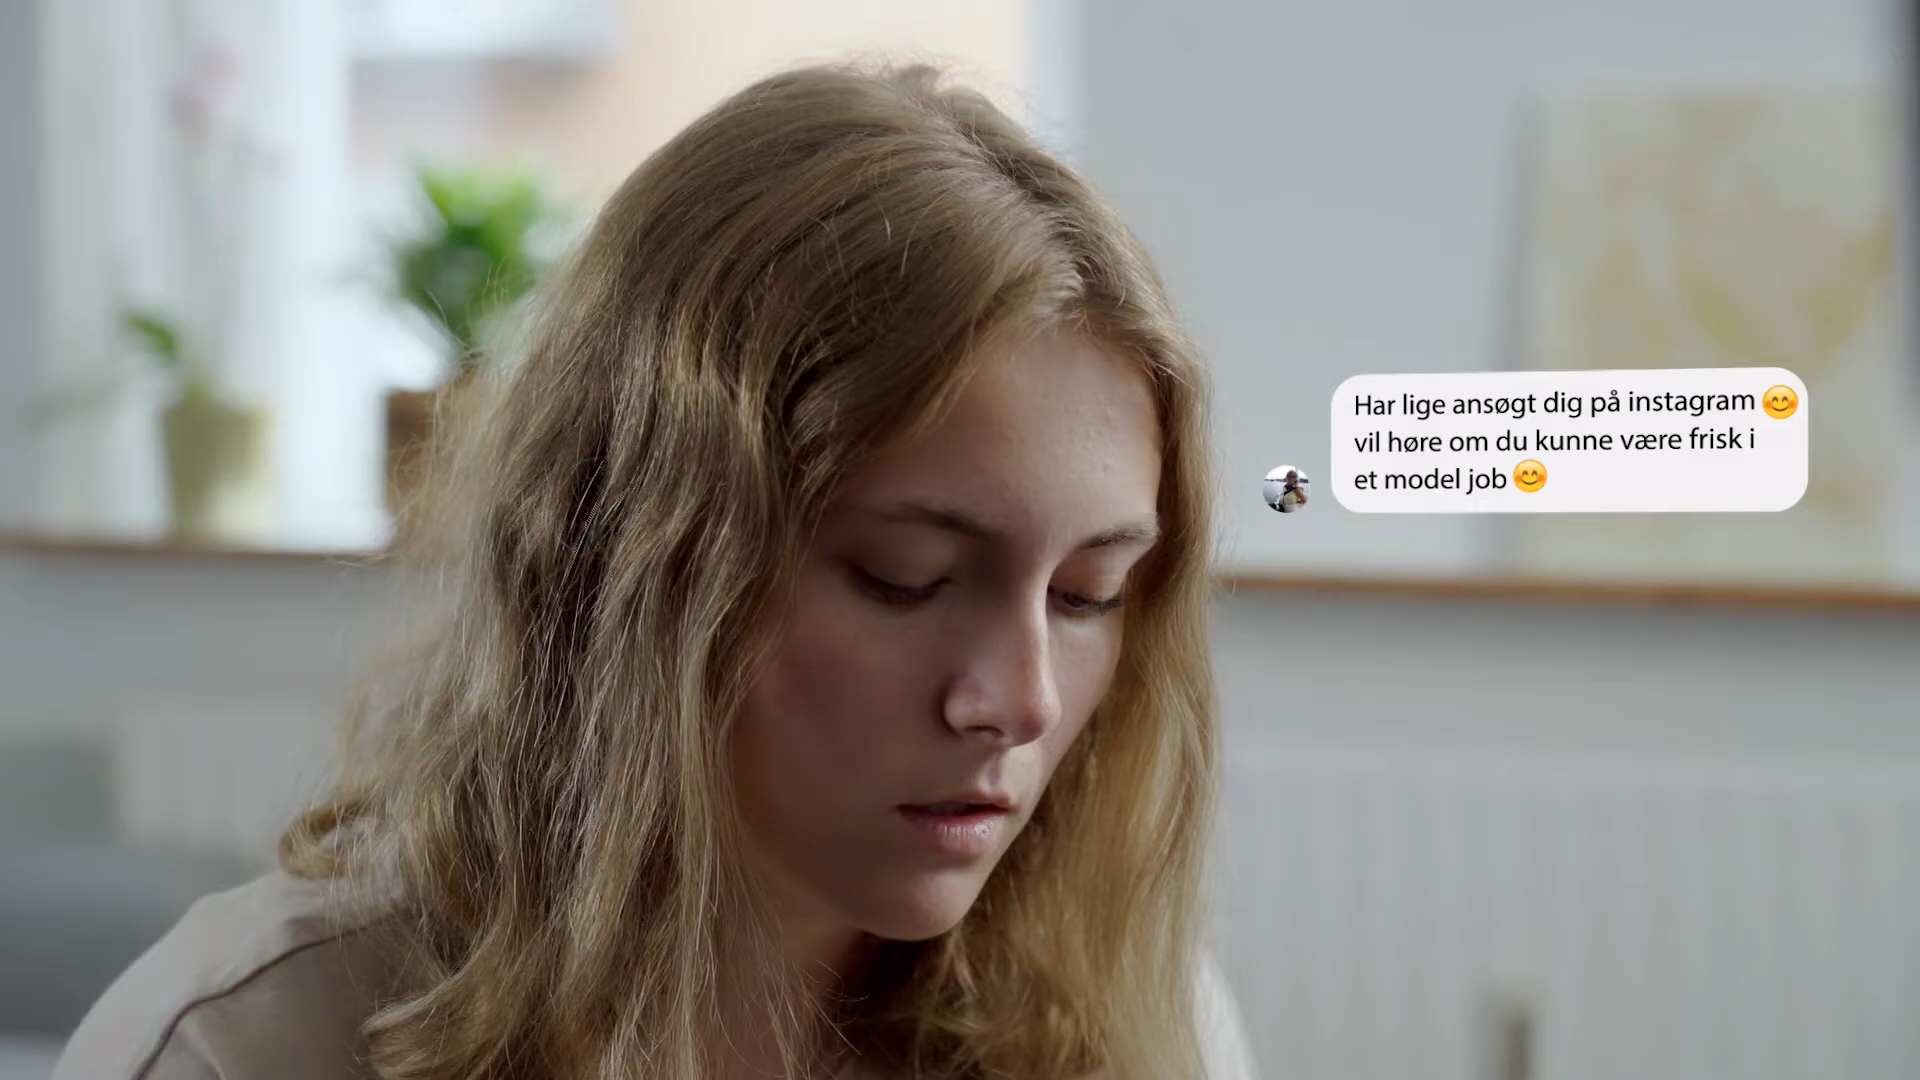 Har lige ansøgt dig på instagram 😊
vil høre om du kunne være frisk i
et model job 😊